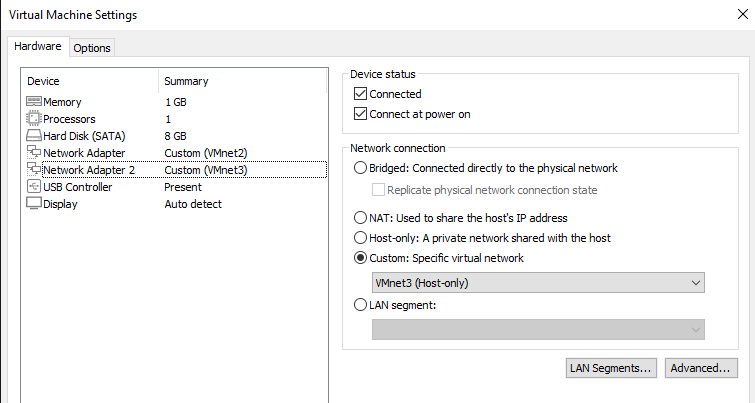 Virtual Machine Settings
Hardware Options
Device Summary
Memory 1 GB
Processors 1
Hard Disk (SATA) 8 GB
Network Adapter Custom (VMnet2)
Network Adapter 2 Custom (VMnet3)
USB Controller Present
Display Auto detect
Device status
Connected
Connect at power on
Network connection
Bridged: Connected directly to the physical network
Replicate physical network connection state
NAT: Used to share the host's IP address
Host-only: A private network shared with the host
Custom: Specific virtual network
VMnet3 (Host-only)
LAN segment:
LAN Segments... Advanced...